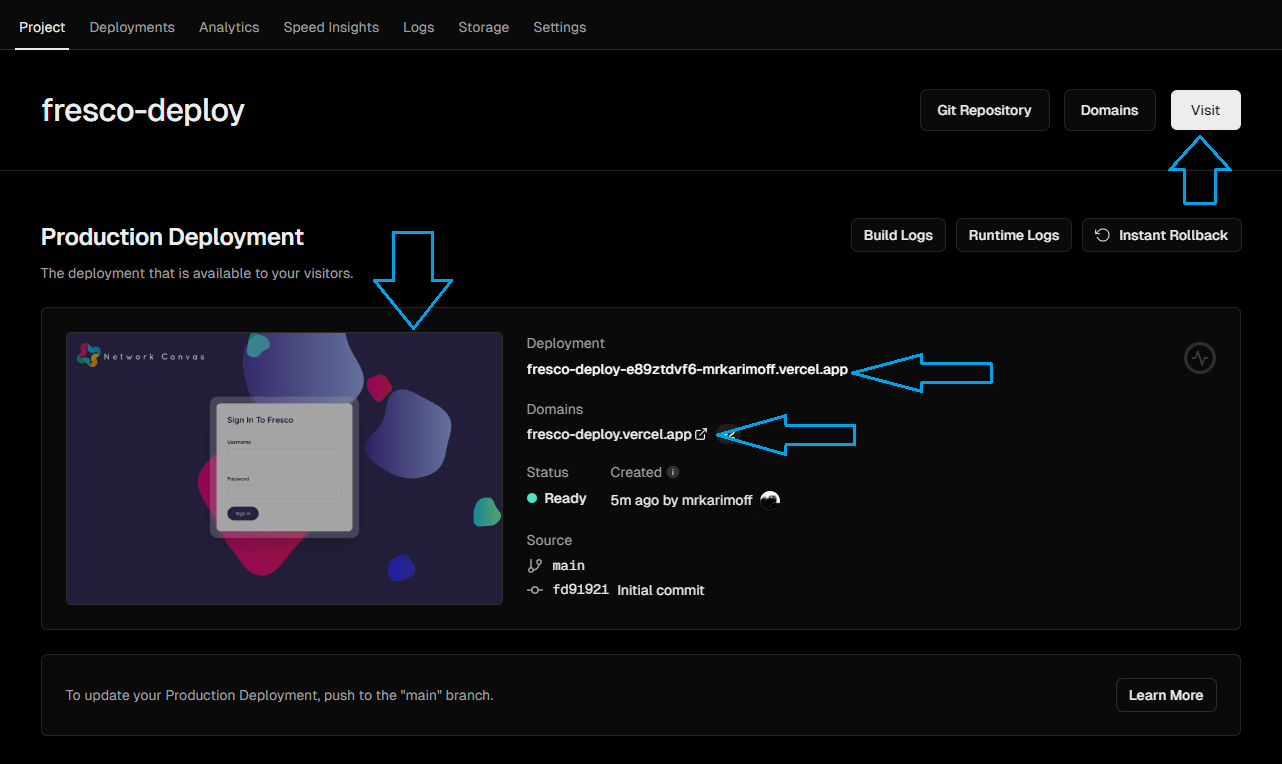 Project Deployments Analytics Speed Insights Logs Storage Settings
fresco-deploy
Git Repository Domains Visit
Production Deployment
Build Logs Runtime Logs Instant Rollback
The deployment that is available to your visitors.
Network Canvas
Sign In To Fresco
Username
Password
Sign in
Deployment
fresco-deploy-e89ztdvf6-mrkarimoff.vercel.app
Domains
fresco-deploy.vercel.app
Status Created
Ready 5m ago by mrkarimoff
Source
main
fd91921 Initial commit
To update your Production Deployment, push to the "main" branch.
Learn More